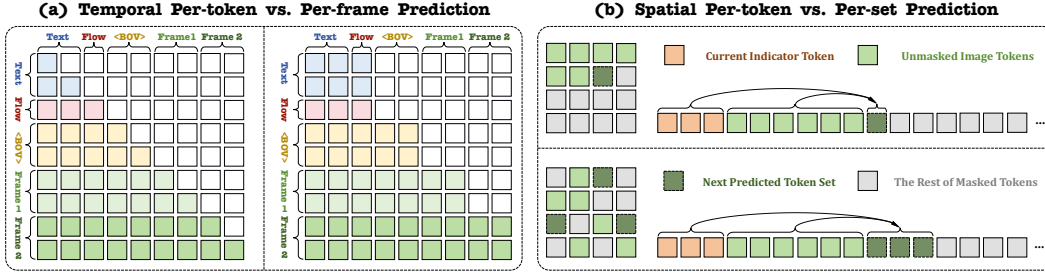 (a) Temporal Per-token vs. Per-frame Prediction
Text Flow <BOV> Frame1 Frame 2
Text
Flow
<BOV>
Frame 1
Frame 2
Text Flow <BOV> Frame1 Frame 2
Text
Flow
<BOV>
Frame 1
Frame 2
(b) Spatial Per-token vs. Per-set Prediction
Current Indicator Token
Unmasked Image Tokens
...
Next Predicted Token Set
The Rest of Masked Tokens
...